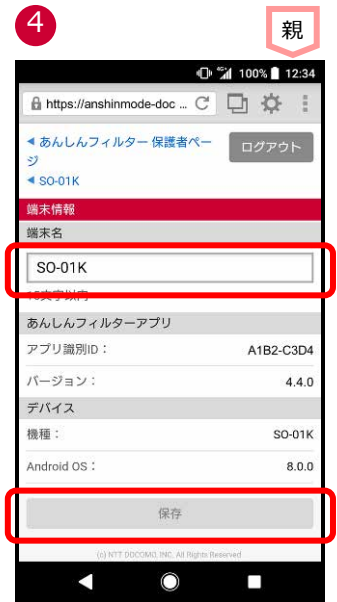 4
親
100% 12:34
https://anshinmode-doc ...
◀ あんしんフィルター 保護者ページ
◀ SO-01K
ログアウト
端末情報
端末名
SO-01K
あんしんフィルターアプリ
アプリ識別ID： A1B2-C3D4
バージョン： 4.4.0
デバイス
機種： SO-01K
Android OS： 8.0.0
保存
(c) NTT DOCOMO, INC. All Rights Reserved